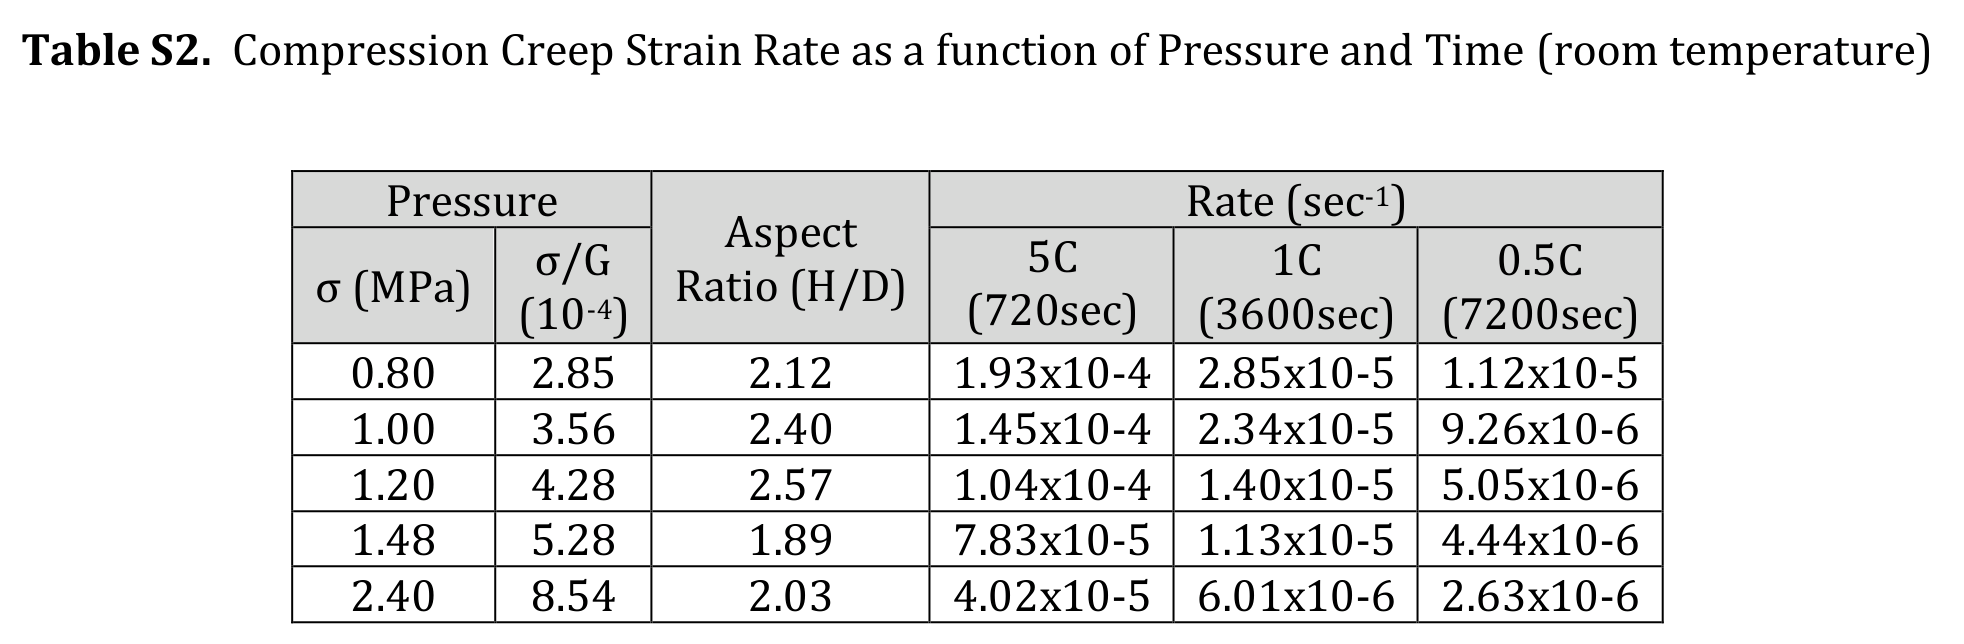 Table S2. Compression Creep Strain Rate as a function of Pressure and Time (room temperature)
Pressure Aspect Ratio (H/D) Rate (sec-1)
σ (MPa) σ/G (10-4) 5C (720sec) 1C (3600sec) 0.5C (7200sec)
0.80 2.85 2.12 1.93x10-4 2.85x10-5 1.12x10-5
1.00 3.56 2.40 1.45x10-4 2.34x10-5 9.26x10-6
1.20 4.28 2.57 1.04x10-4 1.40x10-5 5.05x10-6
1.48 5.28 1.89 7.83x10-5 1.13x10-5 4.44x10-6
2.40 8.54 2.03 4.02x10-5 6.01x10-6 2.63x10-6